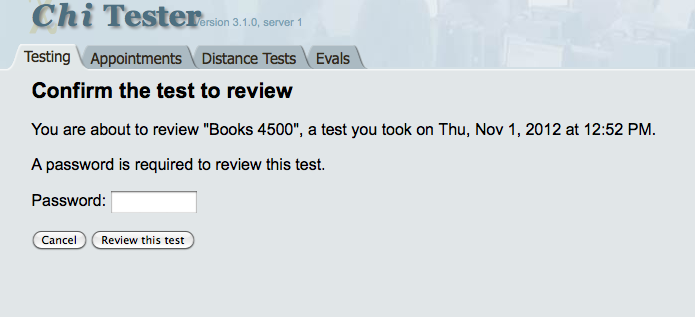 Chi Tester version 3.1.0, server 1
Testing Appointments Distance Tests Evals
Confirm the test to review
You are about to review "Books 4500", a test you took on Thu, Nov 1, 2012 at 12:52 PM.
A password is required to review this test.
Password:
Cancel Review this test